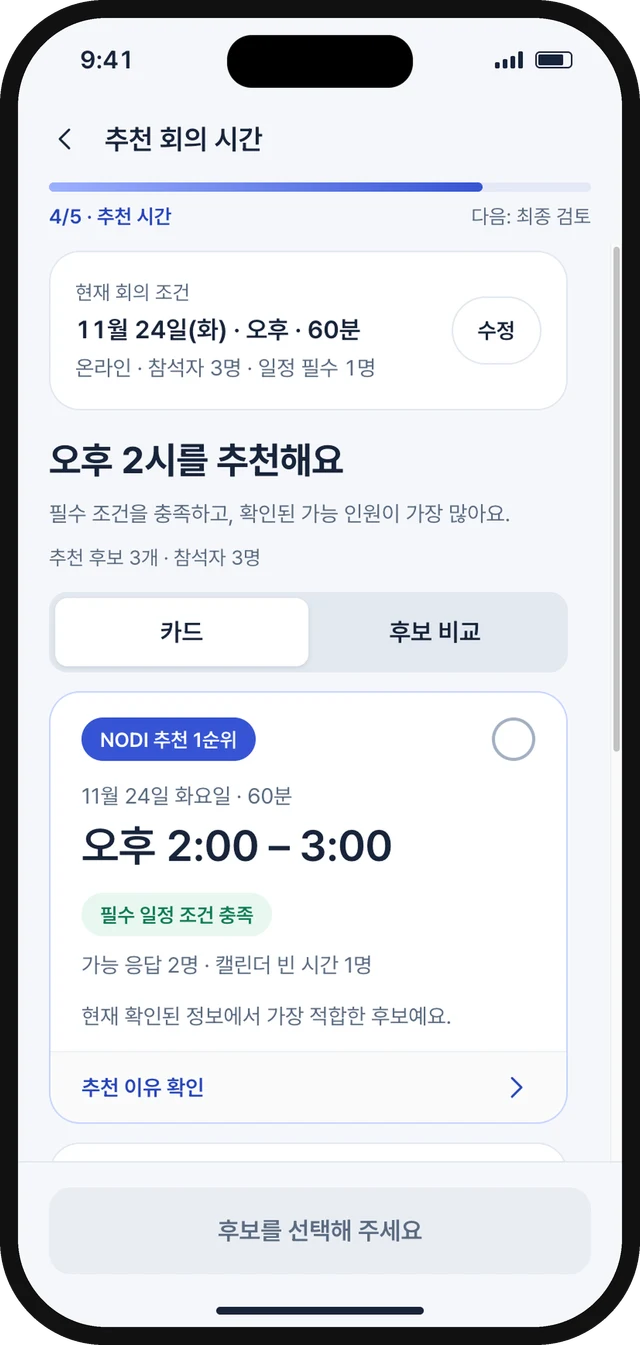 9:41
추천 회의 시간
4/5 · 추천 시간
다음: 최종 검토
현재 회의 조건
11월 24일(화) · 오후 · 60분
온라인 · 참석자 3명 · 일정 필수 1명
수정
오후 2시를 추천해요
필수 조건을 충족하고, 확인된 가능 인원이 가장 많아요.
추천 후보 3개 · 참석자 3명
카드
후보 비교
NODI 추천 1순위
11월 24일 화요일 · 60분
오후 2:00 – 3:00
필수 일정 조건 충족
가능 응답 2명 · 캘린더 빈 시간 1명
현재 확인된 정보에서 가장 적합한 후보예요.
추천 이유 확인
후보를 선택해 주세요